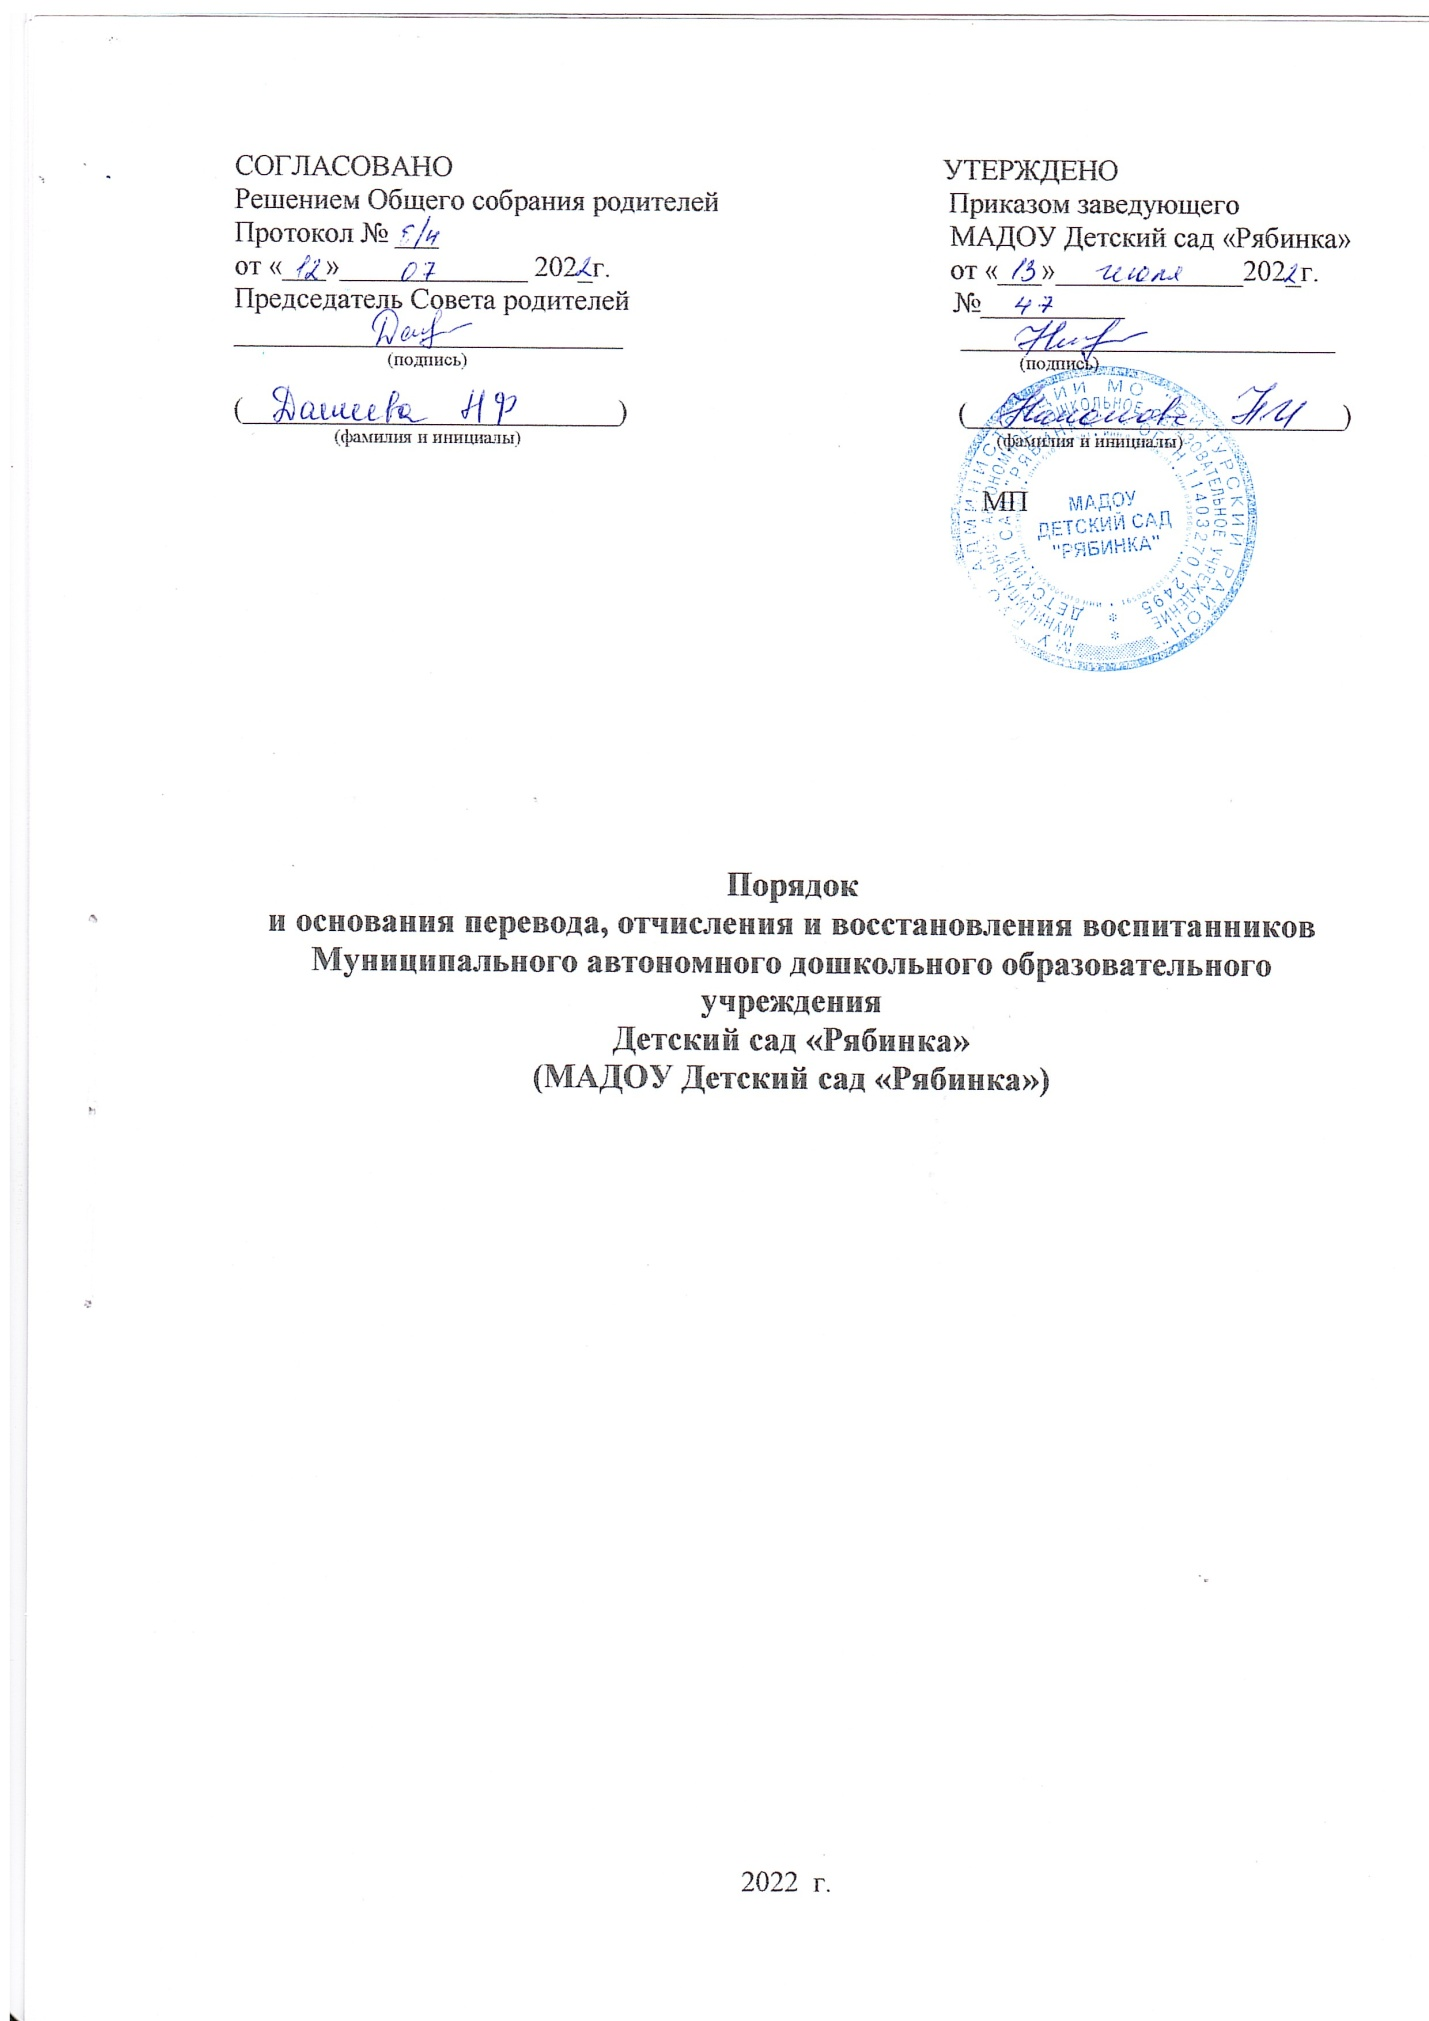 СОГЛАСОВАНО
Решением Общего собрания родителей
Протокол № б/н
от «12» 07 2022г.
Председатель Совета родителей
(подпись)
(Дашеева НФ)
(фамилия и инициалы)
УТЕРЖДЕНО
Приказом заведующего
МАДОУ Детский сад «Рябинка»
от «13» июля 2022г.
№ 47
(подпись)
( НИ)
(фамилия и инициалы)
МП
МАДОУ
ДЕТСКИЙ САД
"РЯБИНКА"
Порядок
и основания перевода, отчисления и восстановления воспитанников
Муниципального автономного дошкольного образовательного
учреждения
Детский сад «Рябинка»
(МАДОУ Детский сад «Рябинка»)
2022 г.